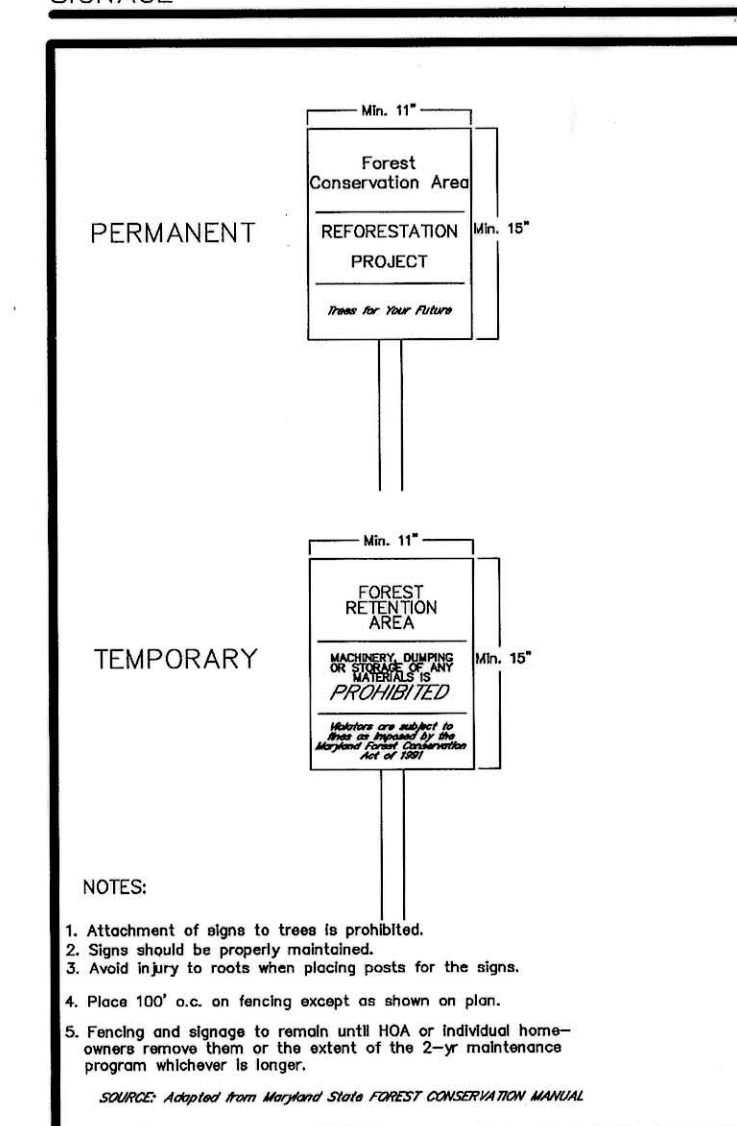 SIGNAGE
Min. 11"
Forest
Conservation Area
PERMANENT
REFORESTATION
PROJECT
Min. 15"
Trees for Your Future
Min. 11"
FOREST
RETENTION
AREA
TEMPORARY
MACHINERY, DUMPING
OR STORAGE OF ANY
MATERIALS IS
PROHIBITED
Min. 15"
Violators are subject to
fines as imposed by the
Maryland Forest Conservation
Act of 1991
NOTES:
1. Attachment of signs to trees is prohibited.
2. Signs should be properly maintained.
3. Avoid injury to roots when placing posts for the signs.
4. Place 100' o.c. on fencing except as shown on plan.
5. Fencing and signage to remain until HOA or individual home-
owners remove them or the extent of the 2-yr maintenance
program whichever is longer.
SOURCE: Adapted from Maryland State FOREST CONSERVATION MANUAL